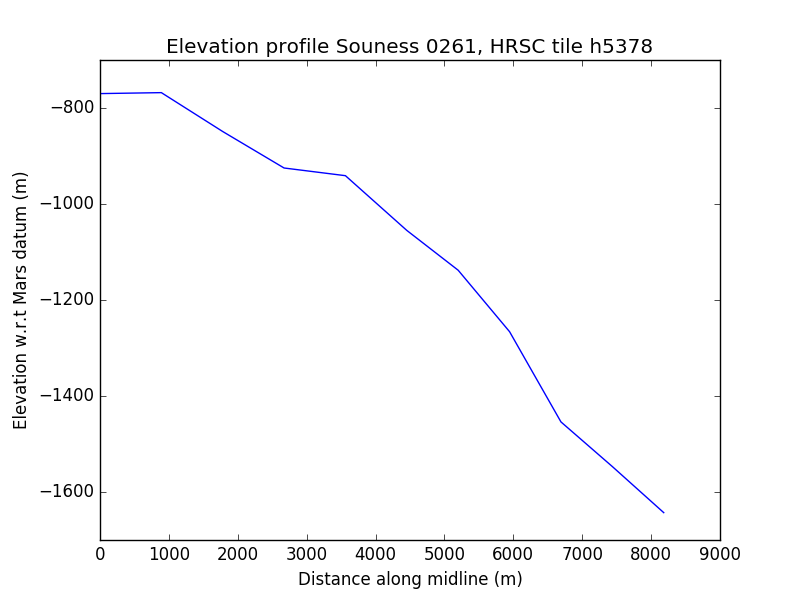 Elevation profile Souness 0261, HRSC tile h5378
Elevation w.r.t Mars datum (m)
−800
−1000
−1200
−1400
−1600
0 1000 2000 3000 4000 5000 6000 7000 8000 9000
Distance along midline (m)